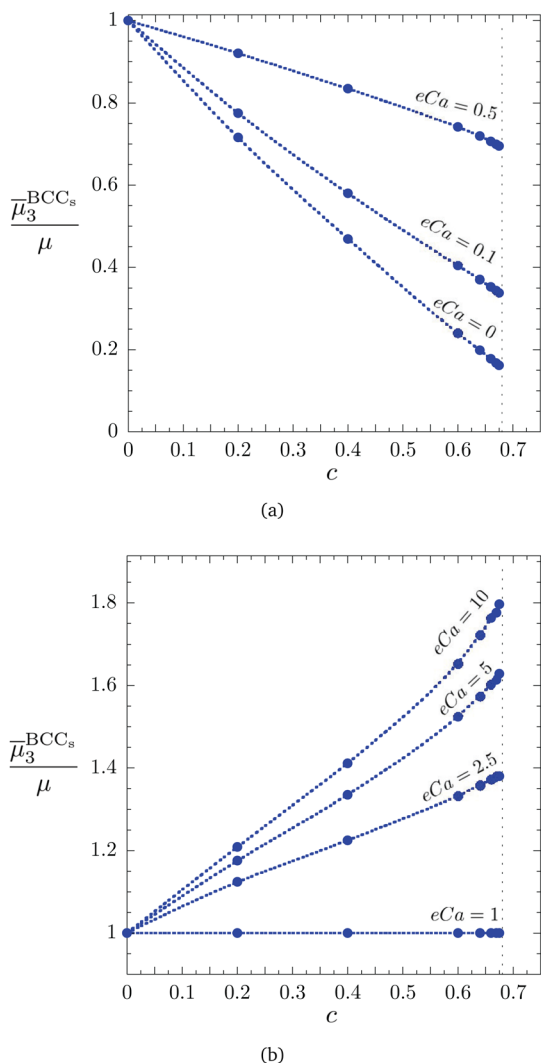 1
0.8
0.6
0.4
0.2
0
μ̅₃^BCCₛ / μ
eCa = 0.5
eCa = 0.1
eCa = 0
0 0.1 0.2 0.3 0.4 0.5 0.6 0.7
c
(a)
1.8
1.6
1.4
1.2
1
μ̅₃^BCCₛ / μ
eCa = 10
eCa = 5
eCa = 2.5
eCa = 1
0 0.1 0.2 0.3 0.4 0.5 0.6 0.7
c
(b)